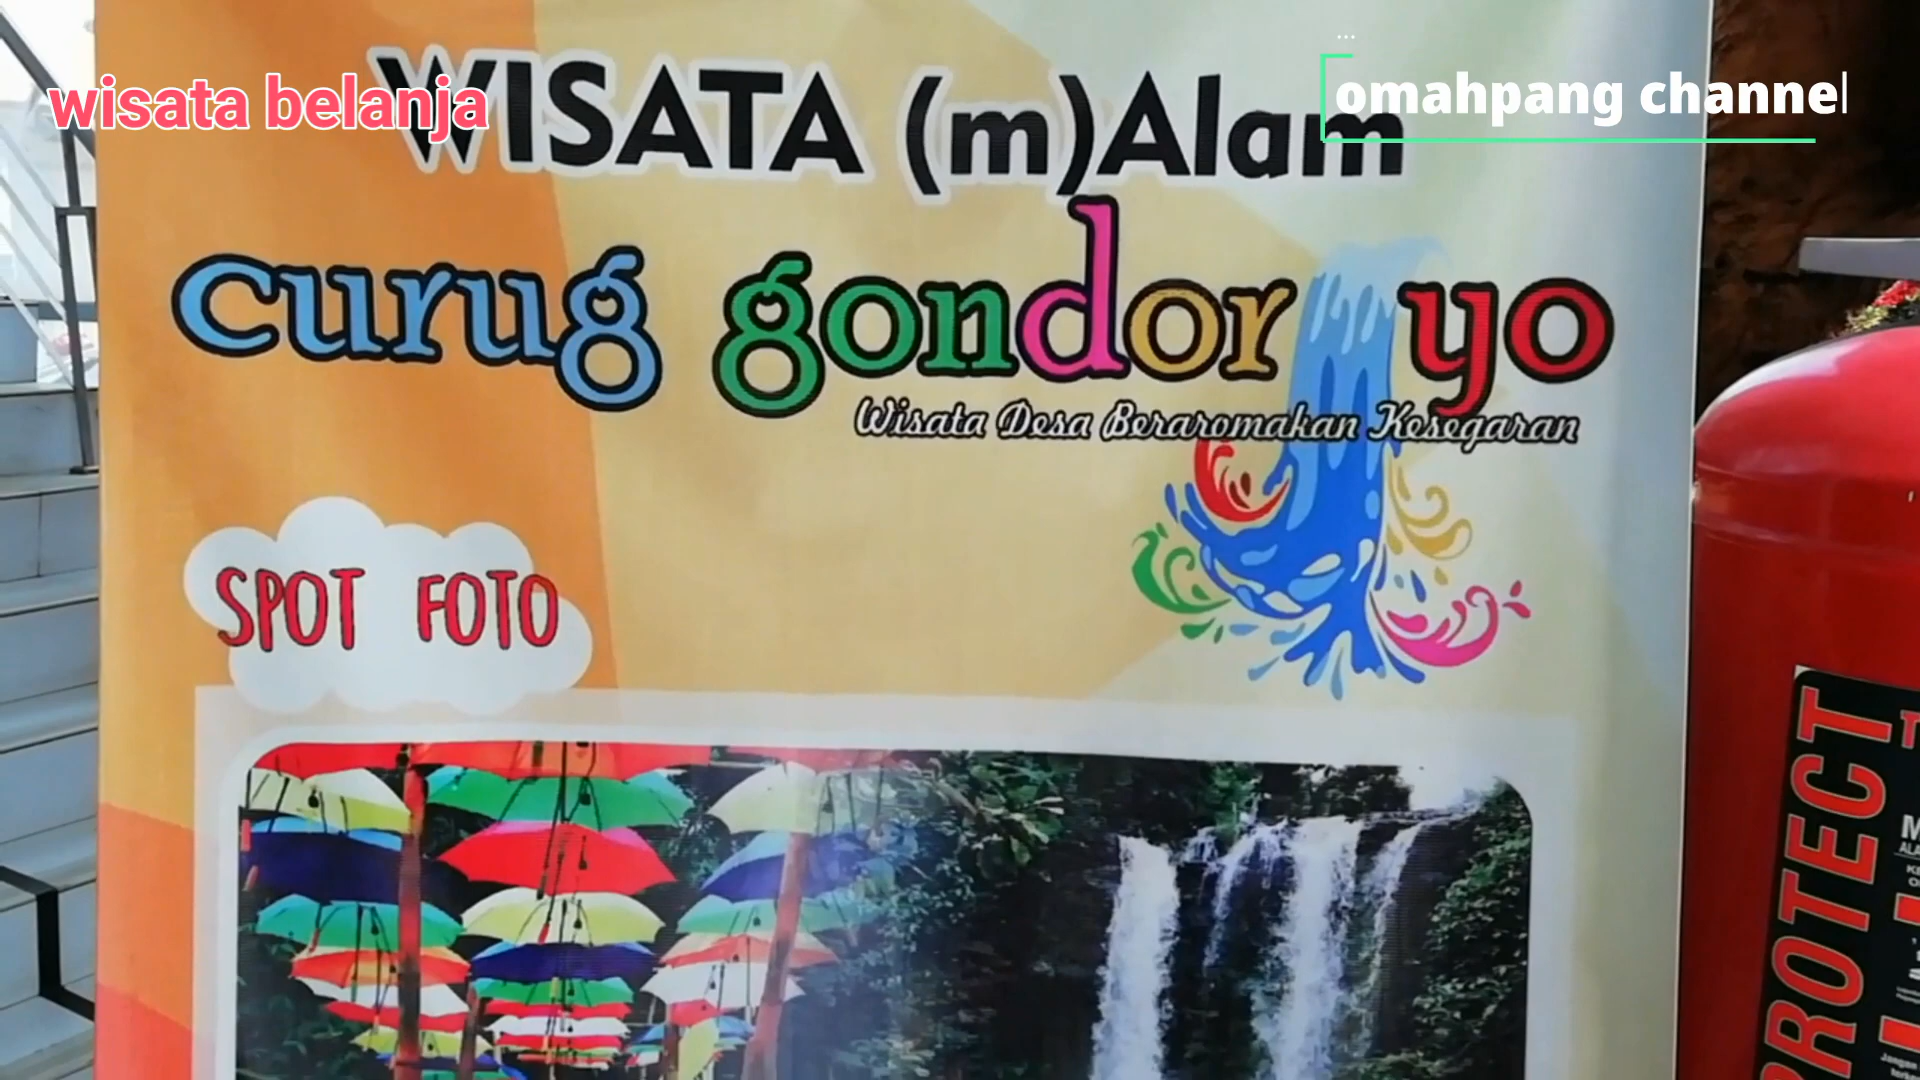 wisata belanja
...
omahpang channel
WISATA (m)Alam
curug gondoriyo
Wisata Desa Beraromakan Kesegaran
SPOT FOTO
PROTECT